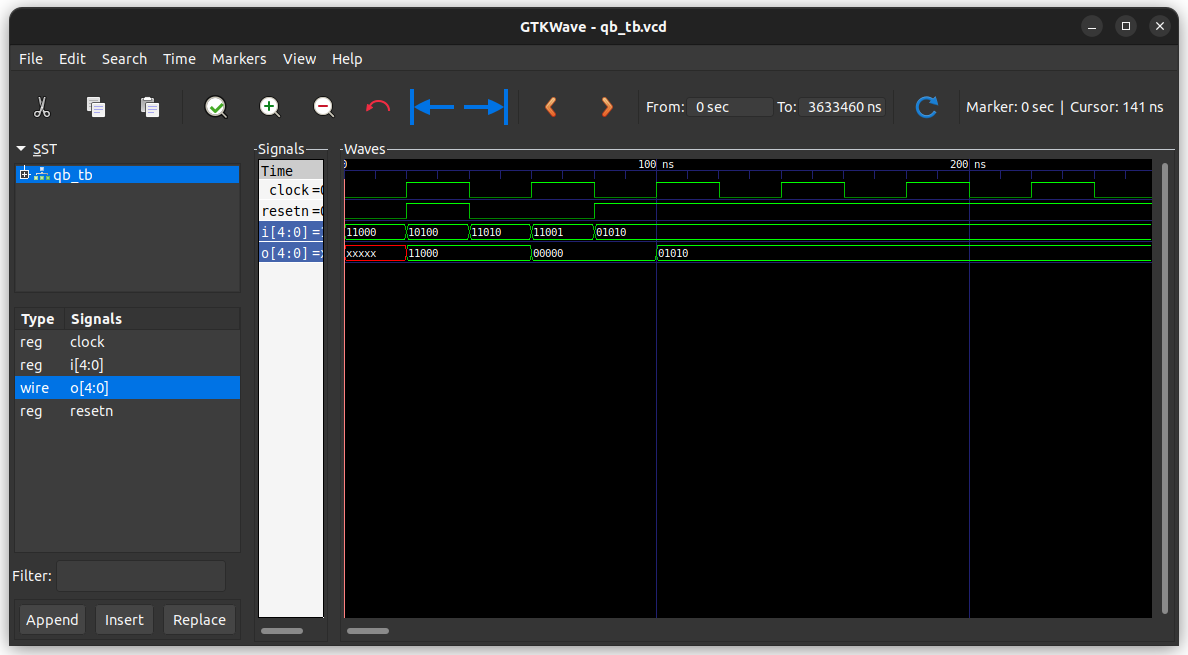 GTKWave - qb_tb.vcd
File Edit Search Time Markers View Help
From: 0 sec To: 3633460 ns Marker: 0 sec | Cursor: 141 ns
SST
qb_tb
Type Signals
reg clock
reg i[4:0]
wire o[4:0]
reg resetn
Filter:
Append Insert Replace
Signals
Time
clock =0
resetn =0
i[4:0] =1
o[4:0] =x
Waves
0 100 ns 200 ns
11000 10100 11010 11001 01010
xxxxx 11000 00000 01010